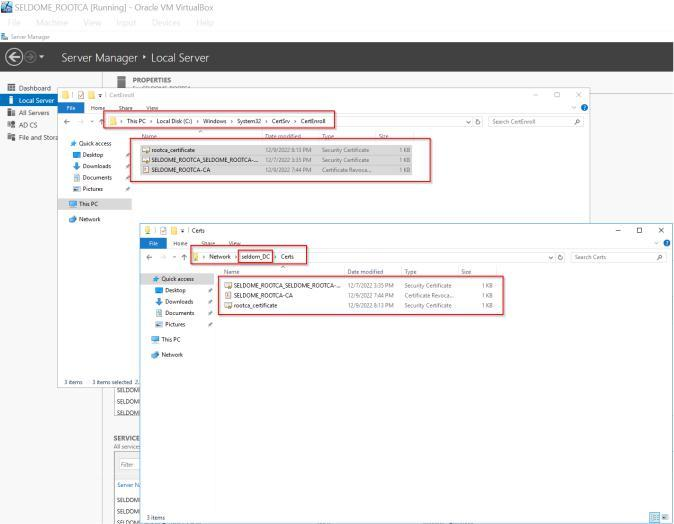 SELDOME_ROOTCA [Running] - Oracle VM VirtualBox
File Machine View Input Devices Help
Server Manager
Server Manager ‣ Local Server
Dashboard
Local Server
All Servers
AD CS
File and Stora
PROPERTIES
CertEnroll
File Home Share View
This PC › Local Disk (C:) › Windows › System32 › CertSrv › CertEnroll
Search CertEnroll
Name Date modified Type Size
Quick access
Desktop
Downloads
Documents
Pictures
This PC
Network
rootca_certificate 12/9/2022 8:13 PM Security Certificate 1 KB
SELDOME_ROOTCA_SELDOME_ROOTCA-... 12/7/2022 3:35 PM Security Certificate 1 KB
SELDOME_ROOTCA-CA 12/9/2022 7:44 PM Certificate Revoca... 1 KB
3 items 3 items selected 2.
Certs
File Home Share View
Network › seldom_DC › Certs
Search Certs
Name Date modified Type Size
Quick access
Desktop
Downloads
Documents
Pictures
This PC
Network
SELDOME_ROOTCA_SELDOME_ROOTCA-... 12/7/2022 3:35 PM Security Certificate 1 KB
SELDOME_ROOTCA-CA 12/9/2022 7:44 PM Certificate Revoca... 1 KB
rootca_certificate 12/9/2022 8:13 PM Security Certificate 1 KB
3 items
SELDOM
SELDOM
SELDOM
SERVICE
All services
Filter
Server N
SELDOM
SELDOM
SELDOM